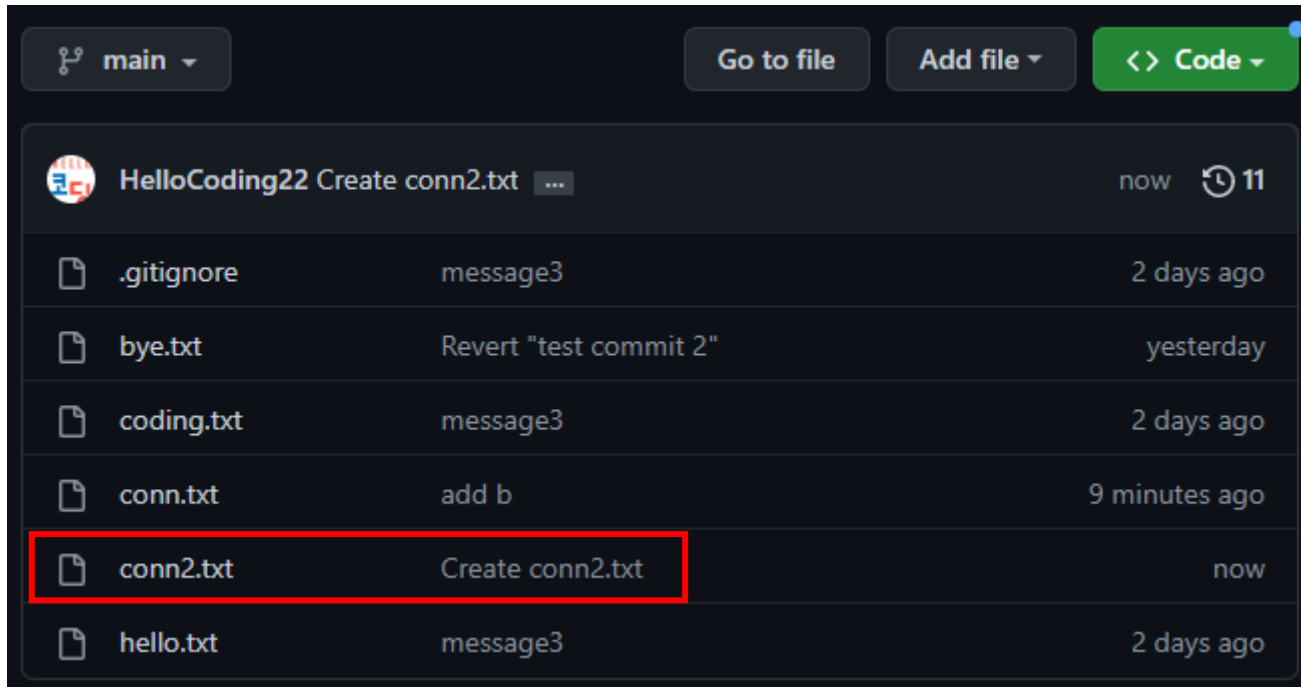 main
Go to file
Add file
<> Code
HelloCoding22 Create conn2.txt ...
now 11
.gitignore message3 2 days ago
bye.txt Revert "test commit 2" yesterday
coding.txt message3 2 days ago
conn.txt add b 9 minutes ago
conn2.txt Create conn2.txt now
hello.txt message3 2 days ago